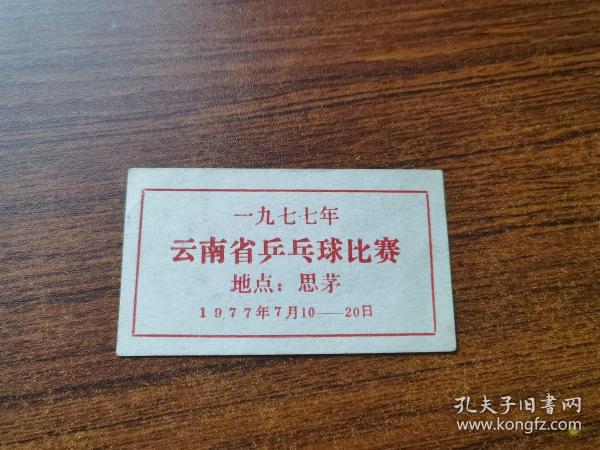 一九七七年
云南省乒乓球比赛
地点：思茅
1977年7月10——20日
孔夫子旧书网
www.kongfz.com